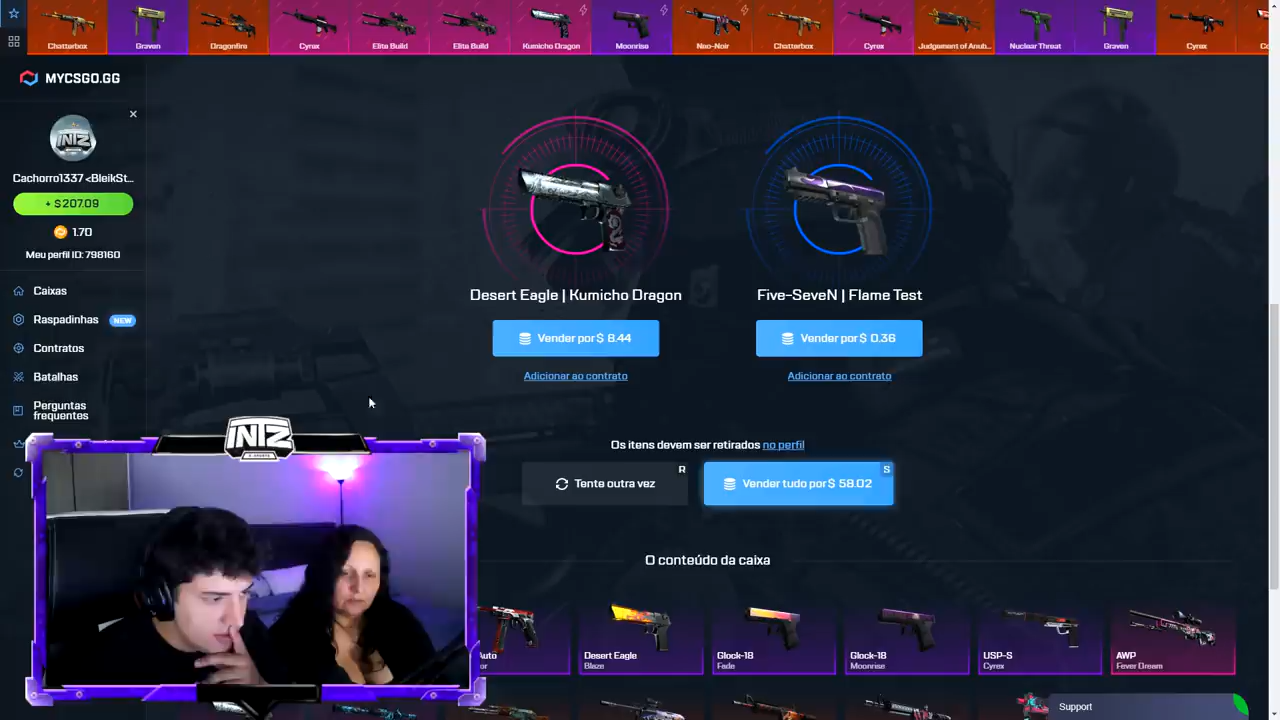 Chatterbox
Graven
Dragonfire
Cyrex
Elite Build
Elite Build
Kumicho Dragon
Moonrise
Neo-Noir
Chatterbox
Cyrex
Judgement of Anub...
Nuclear Threat
Graven
Cyrex
MYCSGO.GG
INTZ
Cachorro1337 <BleikSt...
+ $207.09
1.70
Meu perfil ID: 798160
Caixas
Raspadinhas NEW
Contratos
Batalhas
Perguntas
frequentes
Desert Eagle | Kumicho Dragon
Five-SeveN | Flame Test
Vender por $ 8.44
Vender por $ 0.36
Adicionar ao contrato
Adicionar ao contrato
Os itens devem ser retirados no perfil
Tente outra vez R
Vender tudo por $ 58.02 S
INTZ
O conteúdo da caixa
Desert Eagle
Blaze
Glock-18
Fade
Glock-18
Moonrise
USP-S
Cyrex
AWP
Fever Dream
Support